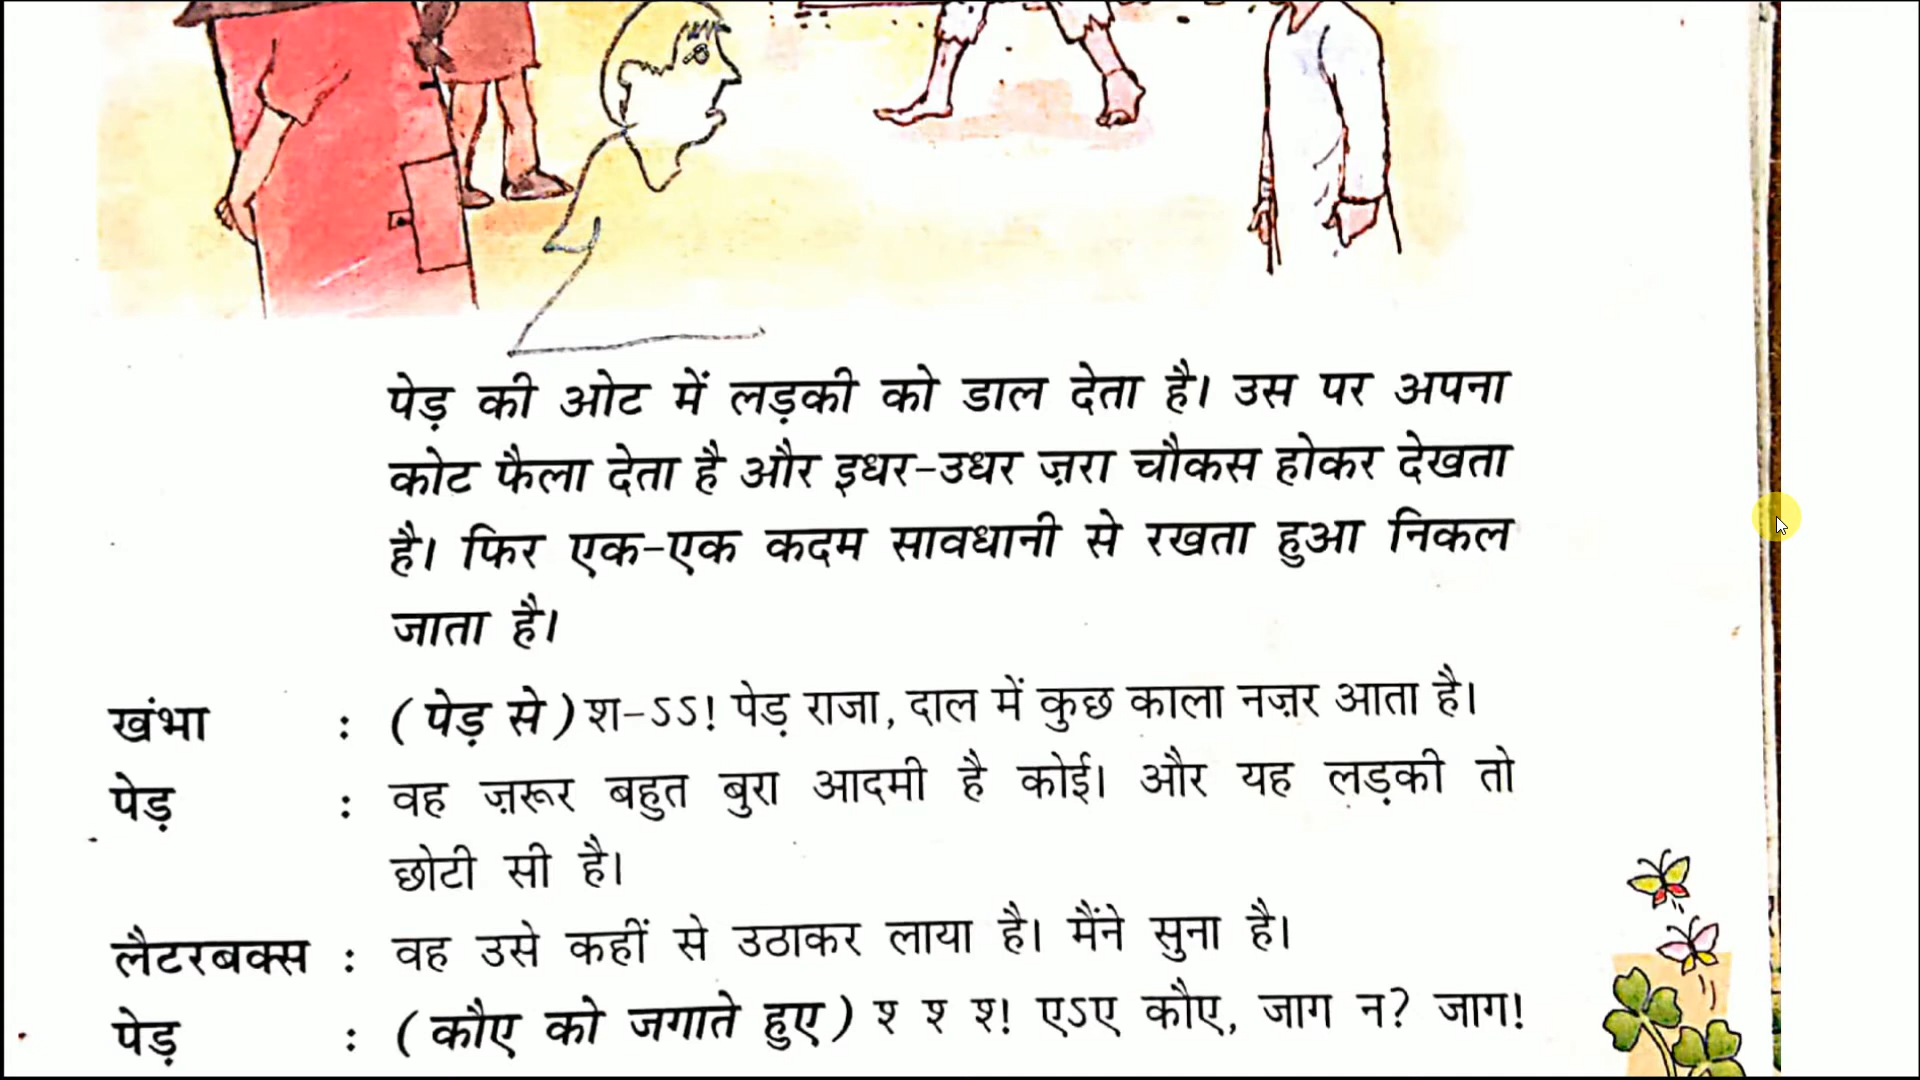 पेड़ की ओट में लड़की को डाल देता है। उस पर अपना
कोट फैला देता है और इधर-उधर ज़रा चौकस होकर देखता
है। फिर एक-एक कदम सावधानी से रखता हुआ निकल
जाता है।
खंभा : (पेड़ से) श-ऽऽ! पेड़ राजा, दाल में कुछ काला नज़र आता है।
पेड़ : वह ज़रूर बहुत बुरा आदमी है कोई। और यह लड़की तो
छोटी सी है।
लैटरबक्स : वह उसे कहीं से उठाकर लाया है। मैंने सुना है।
पेड़ : (कौए को जगाते हुए) श श श! एऽए कौए, जाग न? जाग!